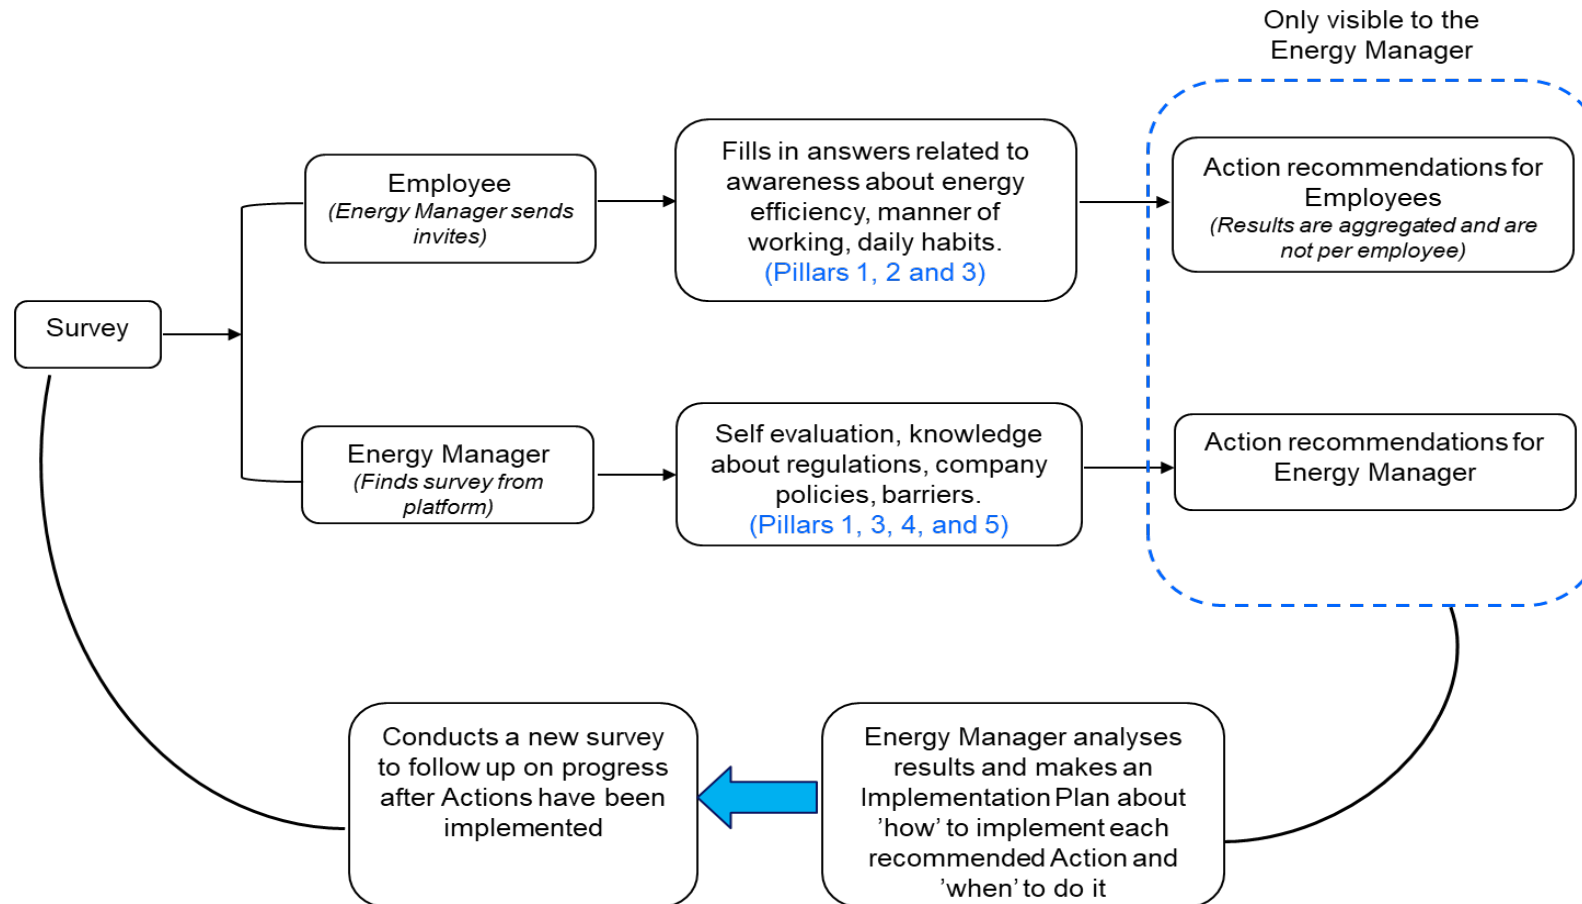 Only visible to the
Energy Manager
Survey
Employee
(Energy Manager sends
invites)
Fills in answers related to
awareness about energy
efficiency, manner of
working, daily habits.
(Pillars 1, 2 and 3)
Action recommendations for
Employees
(Results are aggregated and are
not per employee)
Energy Manager
(Finds survey from
platform)
Self evaluation, knowledge
about regulations, company
policies, barriers.
(Pillars 1, 3, 4, and 5)
Action recommendations for
Energy Manager
Conducts a new survey
to follow up on progress
after Actions have been
implemented
Energy Manager analyses
results and makes an
Implementation Plan about
’how’ to implement each
recommended Action and
’when’ to do it